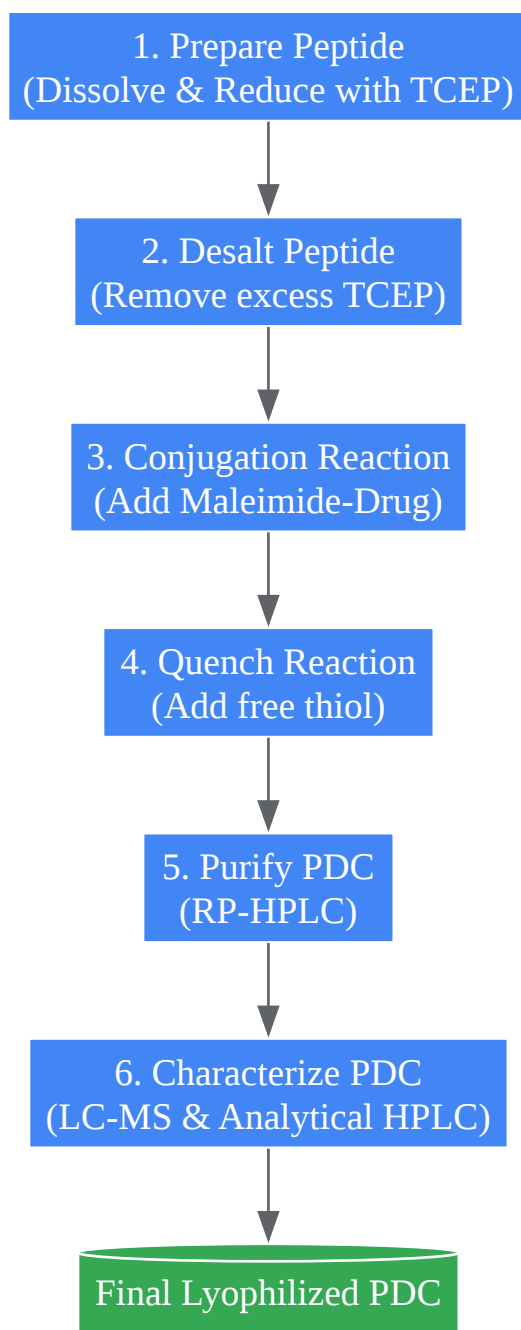 1. Prepare Peptide
(Dissolve & Reduce with TCEP)
2. Desalt Peptide
(Remove excess TCEP)
3. Conjugation Reaction
(Add Maleimide-Drug)
4. Quench Reaction
(Add free thiol)
5. Purify PDC
(RP-HPLC)
6. Characterize PDC
(LC-MS & Analytical HPLC)
Final Lyophilized PDC